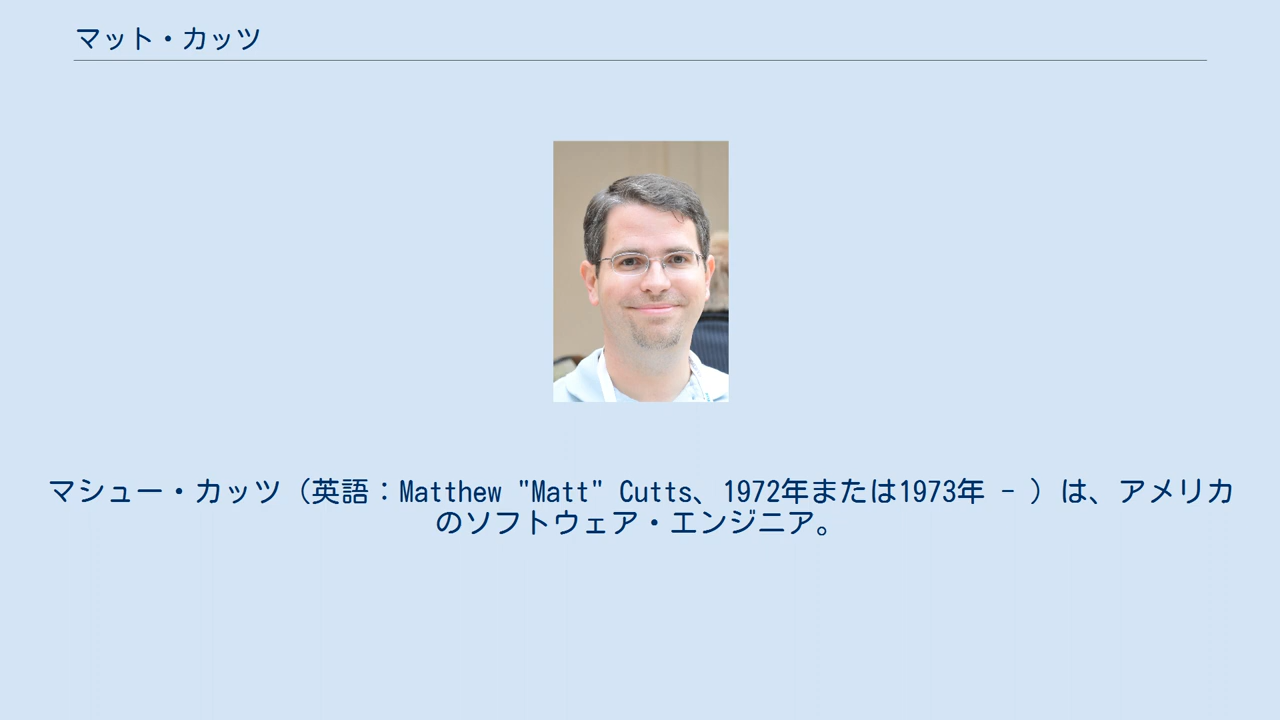 マット・カッツ
マシュー・カッツ（英語：Matthew "Matt" Cutts、1972年または1973年 - ）は、アメリカ
のソフトウェア・エンジニア。